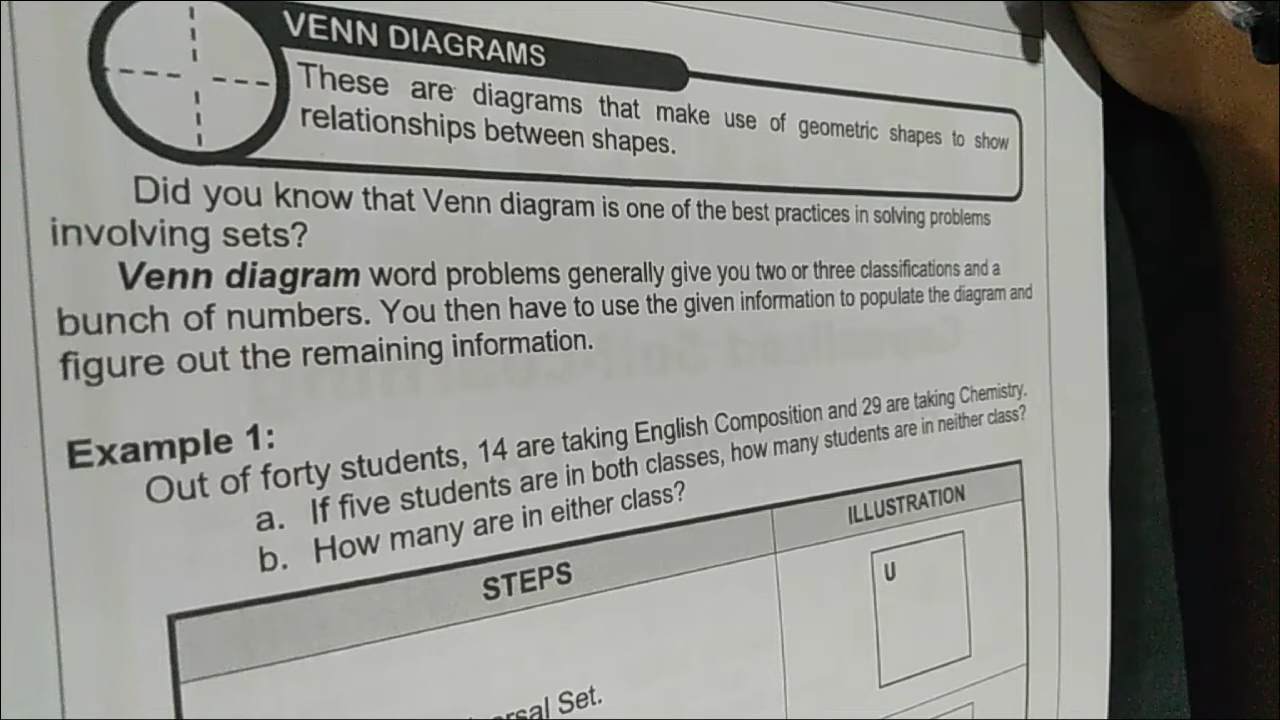 VENN DIAGRAMS
These are diagrams that make use of geometric shapes to show
relationships between shapes.
Did you know that Venn diagram is one of the best practices in solving problems
involving sets?
Venn diagram word problems generally give you two or three classifications and a
bunch of numbers. You then have to use the given information to populate the diagram and
figure out the remaining information.
Example 1:
Out of forty students, 14 are taking English Composition and 29 are taking Chemistry.
a. If five students are in both classes, how many students are in neither class?
b. How many are in either class?
STEPS
ILLUSTRATION
U
Set.